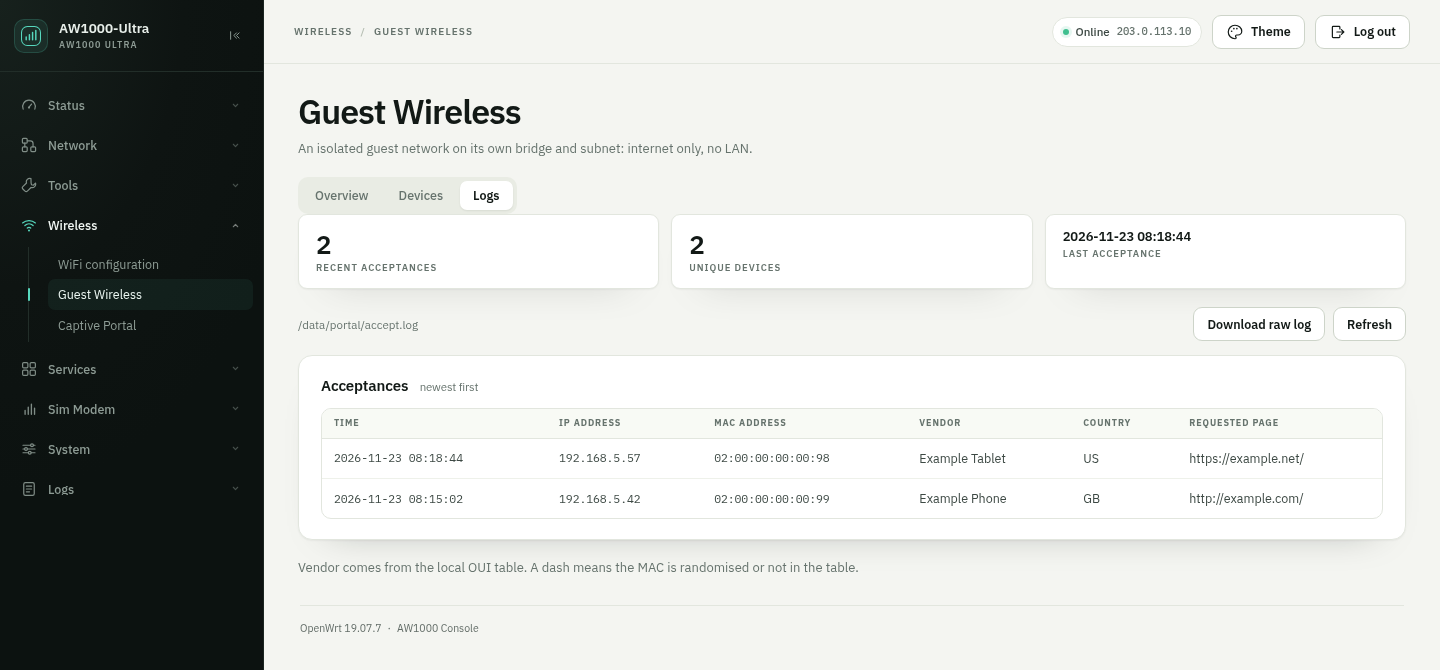 AW1000-Ultra
AW1000 ULTRA
Status
Network
Tools
Wireless
WiFi configuration
Guest Wireless
Captive Portal
Services
Sim Modem
System
Logs
WIRELESS / GUEST WIRELESS
Online 203.0.113.10
Theme
Log out
Guest Wireless
An isolated guest network on its own bridge and subnet: internet only, no LAN.
Overview Devices Logs
2
RECENT ACCEPTANCES
2
UNIQUE DEVICES
2026-11-23 08:18:44
LAST ACCEPTANCE
/data/portal/accept.log
Download raw log
Refresh
Acceptances newest first
TIME IP ADDRESS MAC ADDRESS VENDOR COUNTRY REQUESTED PAGE
2026-11-23 08:18:44 192.168.5.57 02:00:00:00:00:98 Example Tablet US https://example.net/
2026-11-23 08:15:02 192.168.5.42 02:00:00:00:00:99 Example Phone GB http://example.com/
Vendor comes from the local OUI table. A dash means the MAC is randomised or not in the table.
OpenWrt 19.07.7 · AW1000 Console